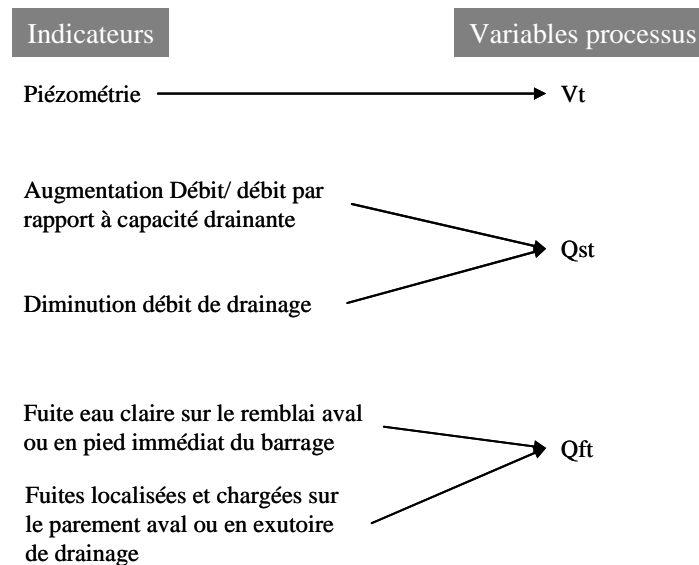 Indicateurs
Variables processus
Piézométrie
Vt
Augmentation Débit/ débit par
rapport à capacité drainante
Qst
Diminution débit de drainage
Fuite eau claire sur le remblai aval
ou en pied immédiat du barrage
Qft
Fuites localisées et chargées sur
le parement aval ou en exutoire
de drainage